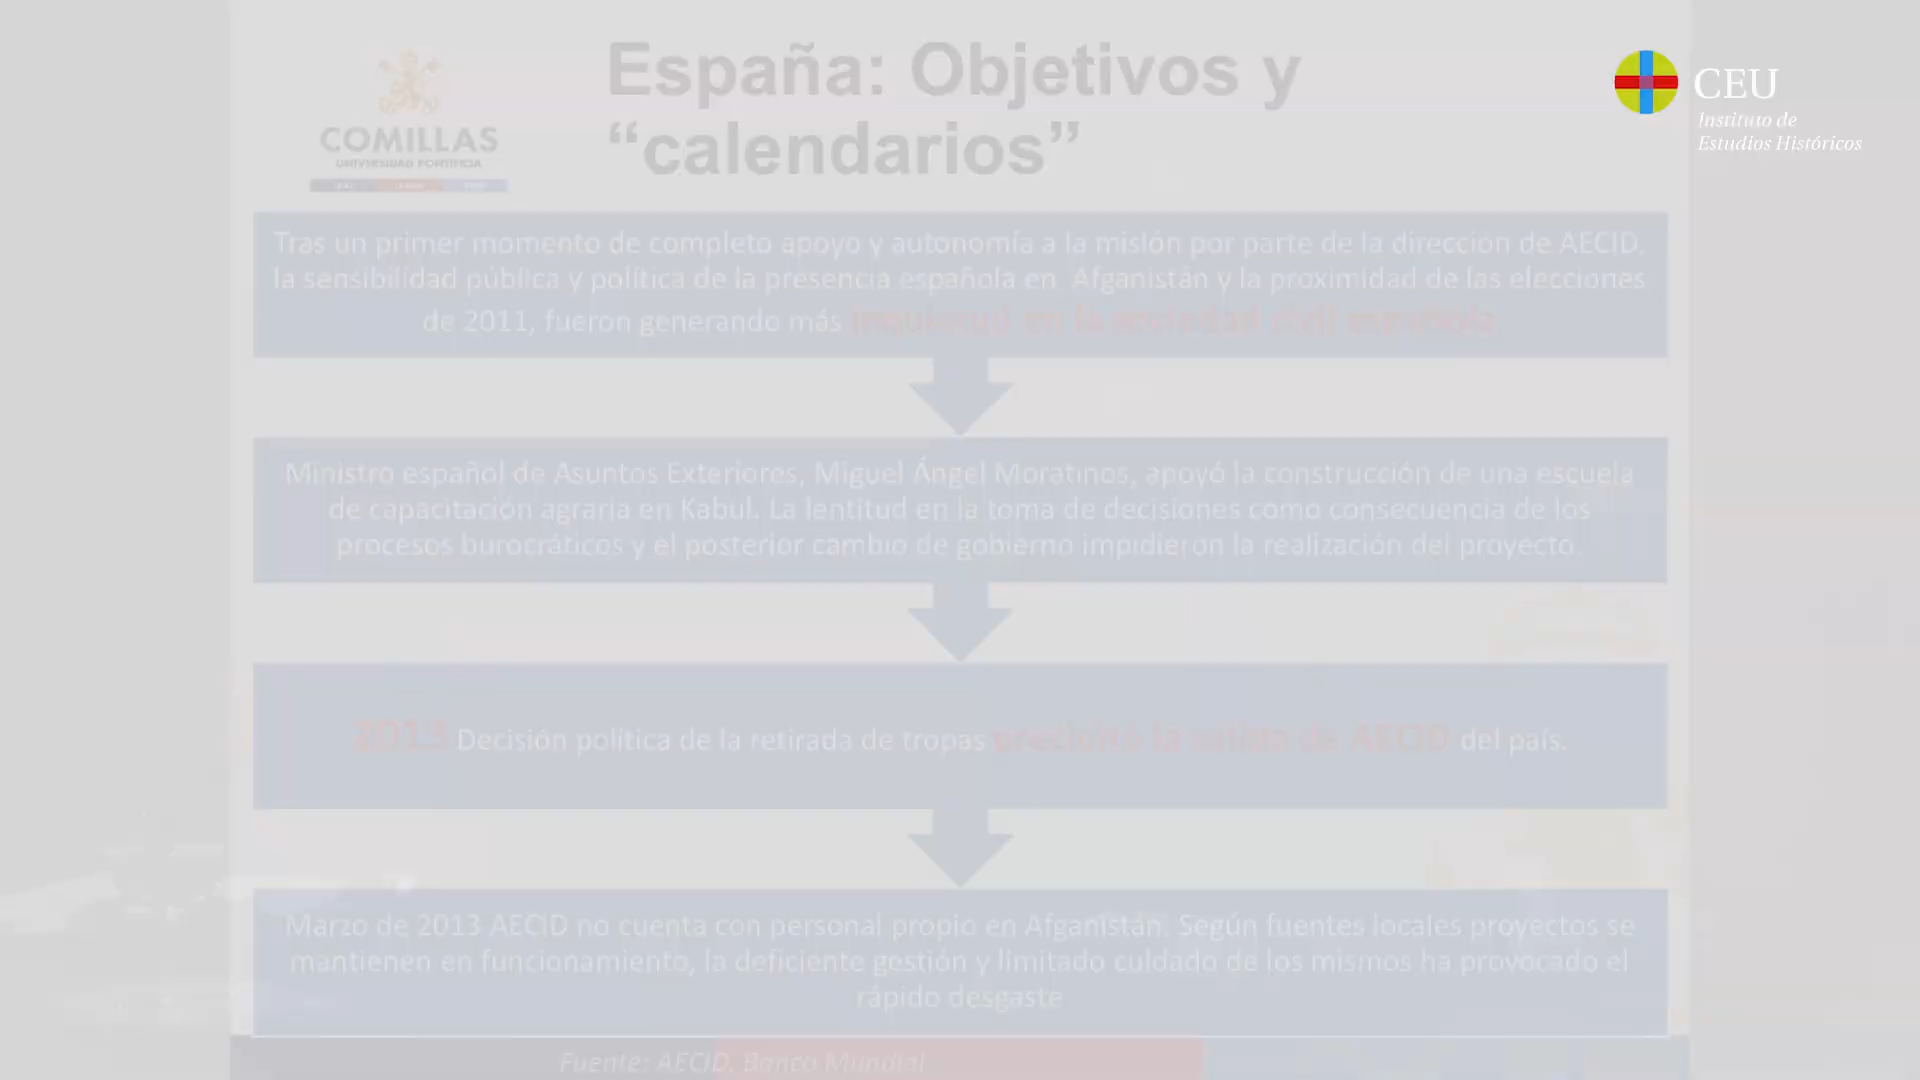 España: Objetivos y
“calendarios”
CEU
Instituto de
Estudios Históricos
COMILLAS
UNIVERSIDAD PONTIFICIA
Tras un primer momento de completo apoyo y autonomía a la misión por parte de la dirección de AECID,
la sensibilidad pública y política de la presencia española en Afganistán y la proximidad de las elecciones
de 2011, fueron generando más inquietud en la sociedad civil española
Ministro español de Asuntos Exteriores, Miguel Ángel Moratinos, apoyó la construcción de una escuela
de capacitación agraria en Kabul. La lentitud en la toma de decisiones como consecuencia de los
procesos burocráticos y el posterior cambio de gobierno impidieron la realización del proyecto.
2013 Decisión política de la retirada de tropas precipita la salida de AECID del país.
Marzo de 2013 AECID no cuenta con personal propio en Afganistán. Según fuentes locales proyectos se
mantienen en funcionamiento, la deficiente gestión y limitado cuidado de los mismos ha provocado el
rápido desgaste
Fuente: AECID, Banco Mundial